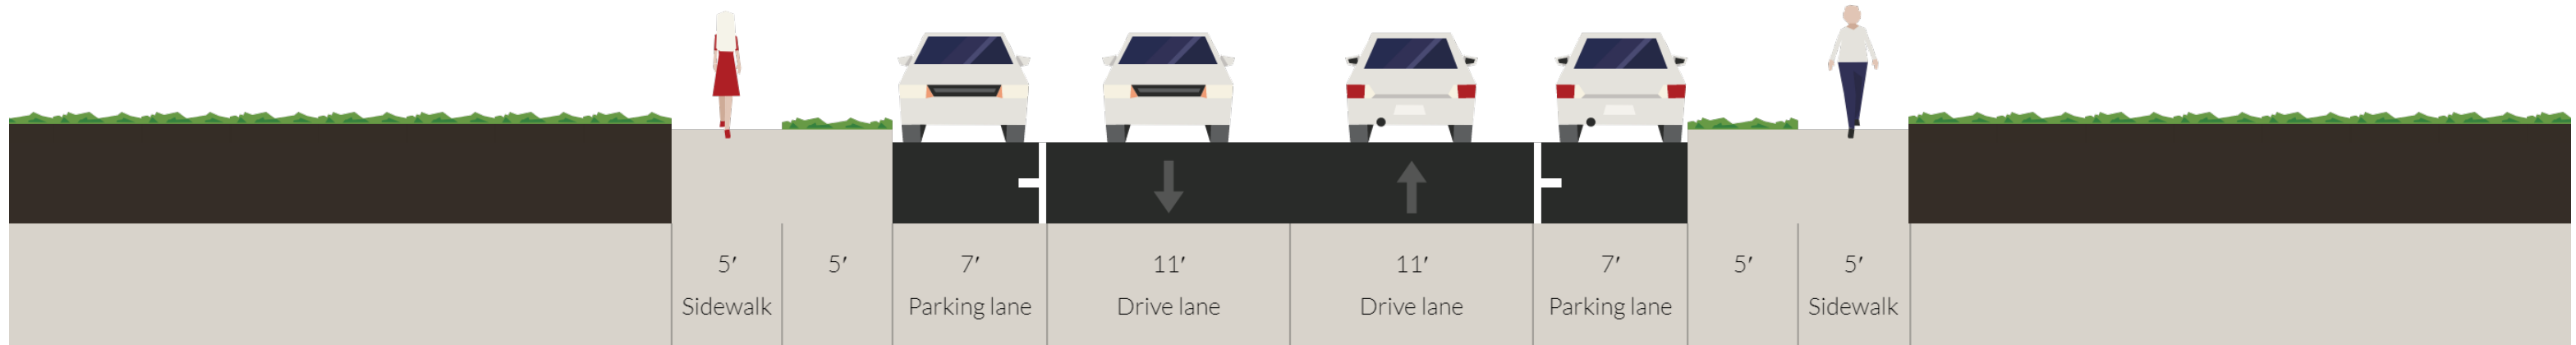 5′ 5′ 7′ 11′ 11′ 7′ 5′ 5′
Sidewalk Parking lane Drive lane Drive lane Parking lane Sidewalk